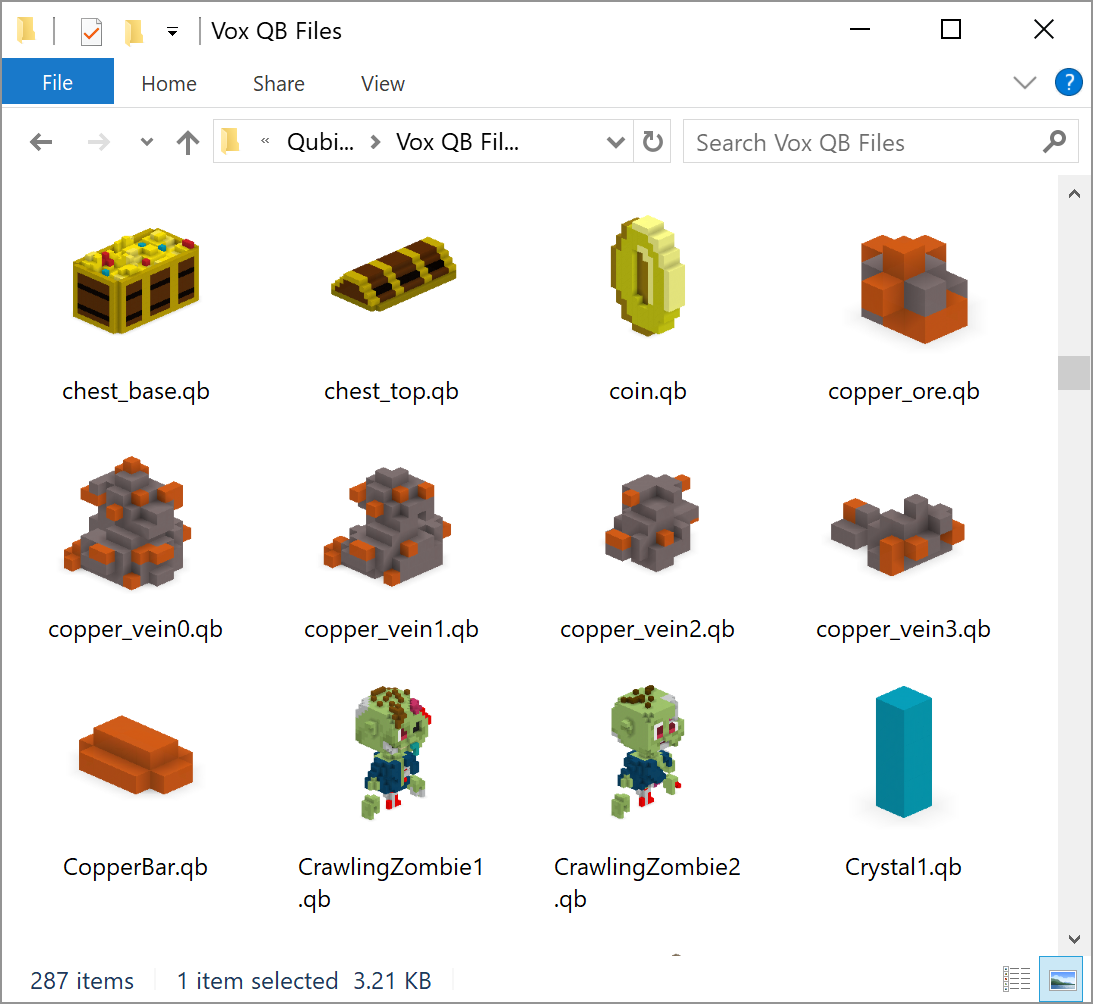 Vox QB Files
File Home Share View
?
« Qubi... Vox QB Fil... Search Vox QB Files
chest_base.qb chest_top.qb coin.qb copper_ore.qb
copper_vein0.qb copper_vein1.qb copper_vein2.qb copper_vein3.qb
CopperBar.qb CrawlingZombie1 CrawlingZombie2 Crystal1.qb
.qb .qb
287 items 1 item selected 3.21 KB